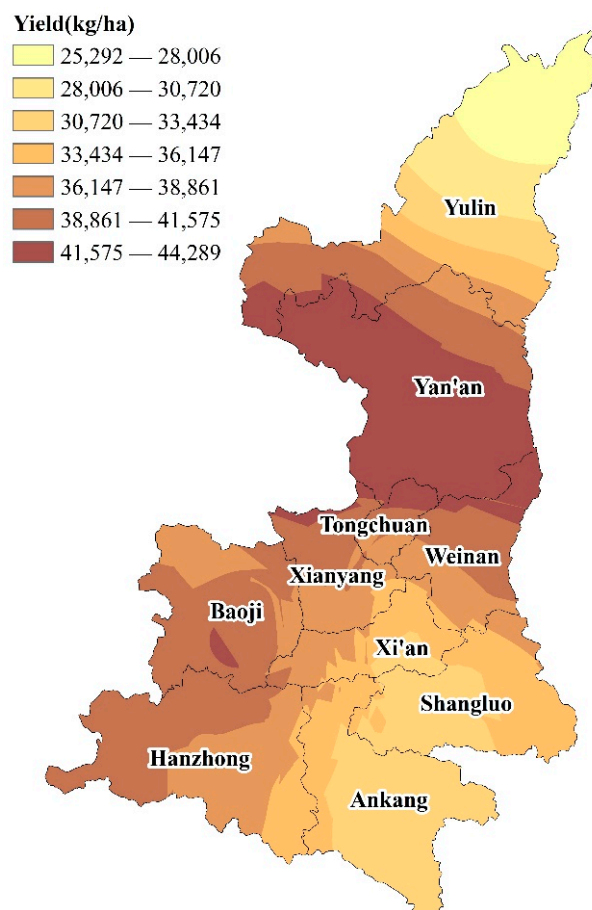 Yield(kg/ha)
25,292 — 28,006
28,006 — 30,720
30,720 — 33,434
33,434 — 36,147
36,147 — 38,861
38,861 — 41,575
41,575 — 44,289
Yulin
Yan'an
Tongchuan
Weinan
Xianyang
Baoji
Xi'an
Shangluo
Hanzhong
Ankang